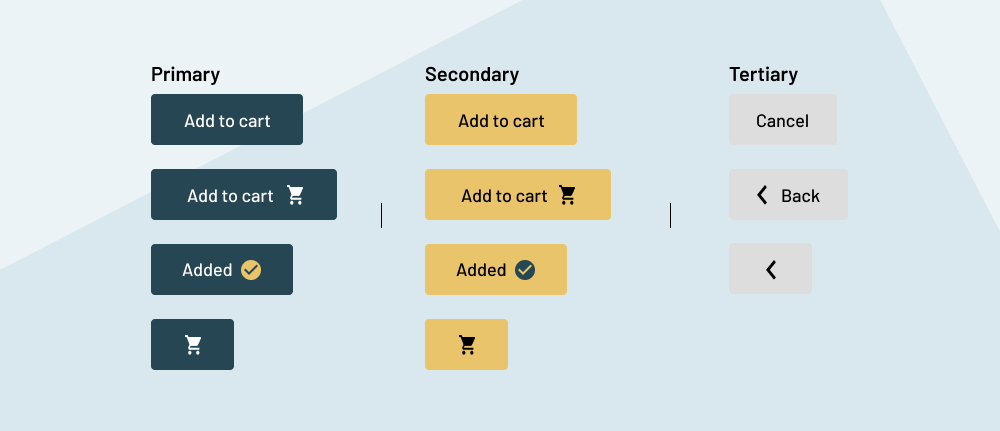 Primary
Add to cart
Add to cart
Added
Secondary
Add to cart
Add to cart
Added
Tertiary
Cancel
Back